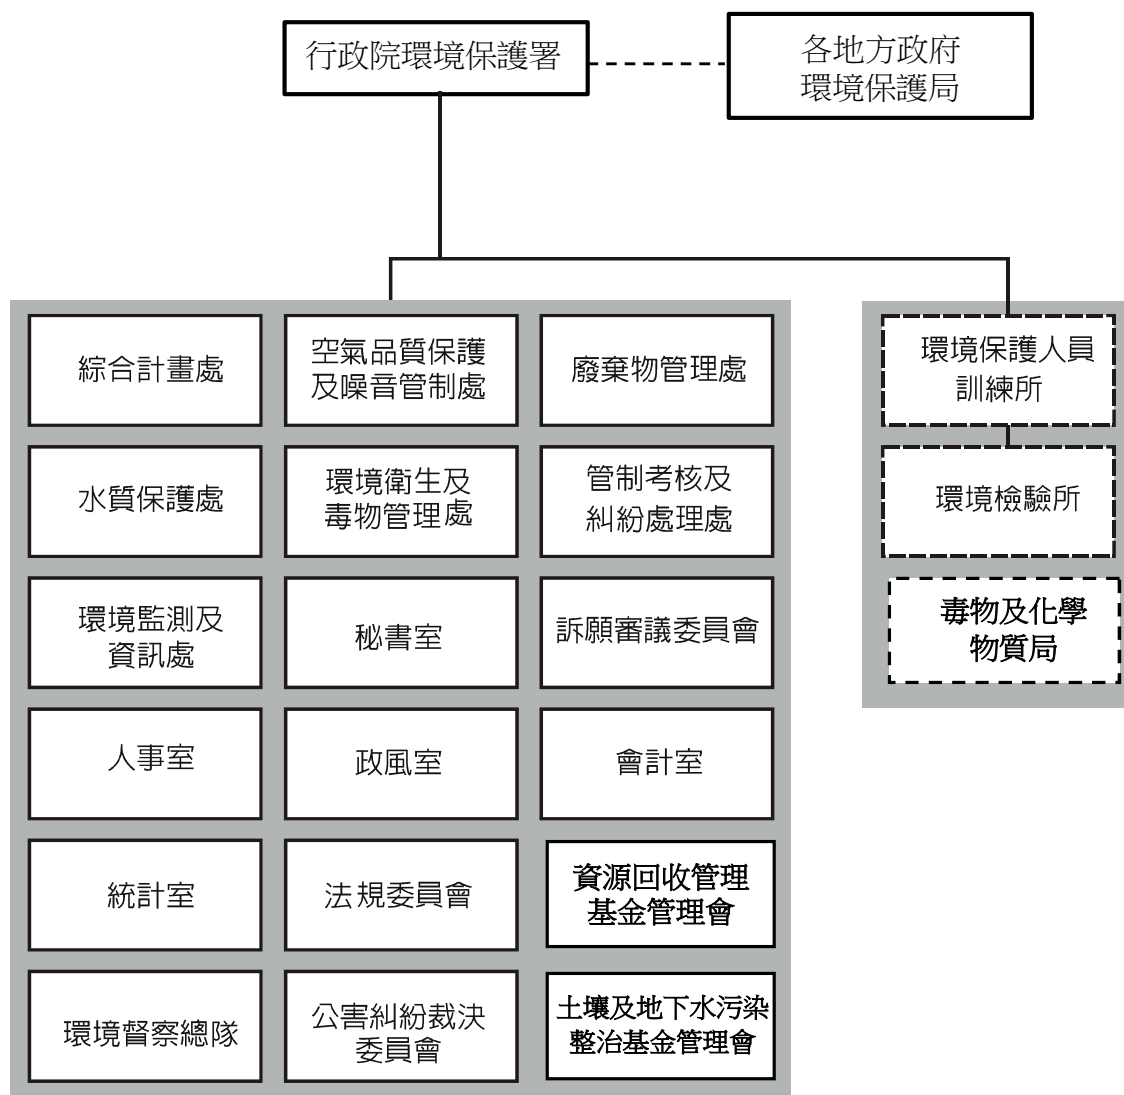 行政院環境保護署
各地方政府
環境保護局
綜合計畫處
空氣品質保護
及噪音管制處
廢棄物管理處
環境保護人員
訓練所
水質保護處
環境衛生及
毒物管理處
管制考核及
糾紛處理處
環境檢驗所
環境監測及
資訊處
秘書室
訴願審議委員會
毒物及化學
物質局
人事室
政風室
會計室
統計室
法規委員會
資源回收管理
基金管理會
環境督察總隊
公害糾紛裁決
委員會
土壤及地下水污染
整治基金管理會